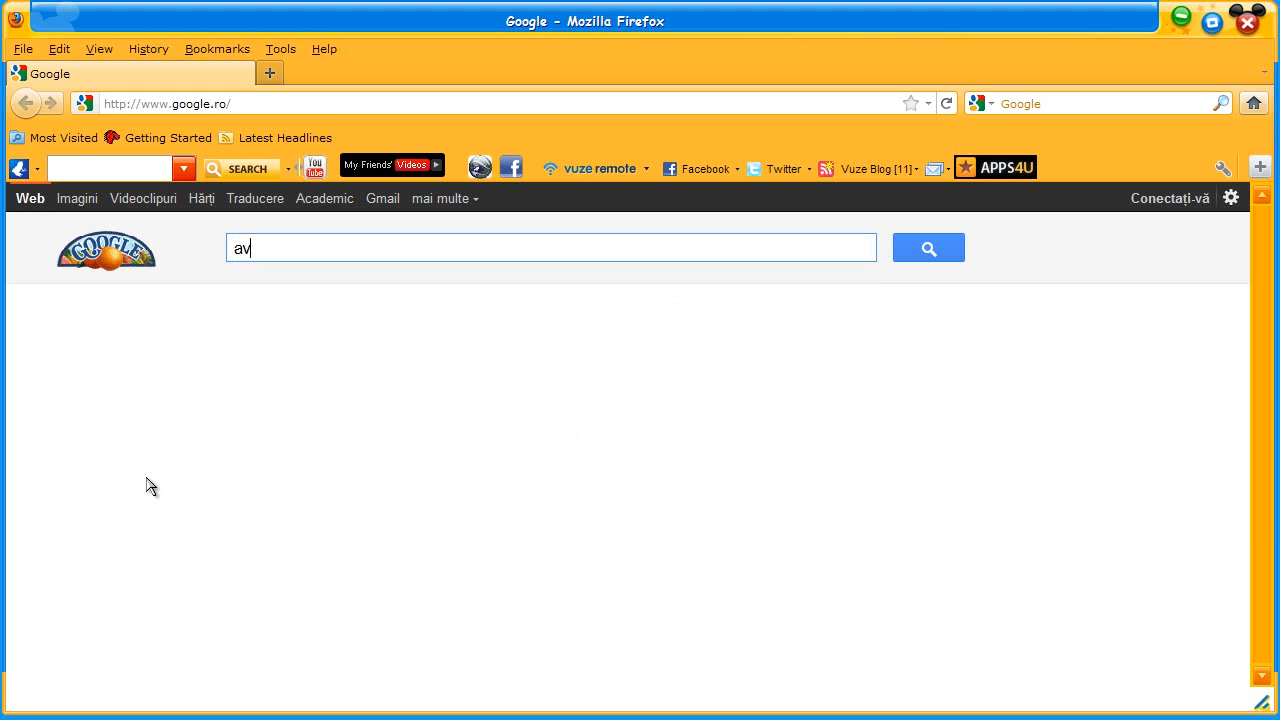 Google - Mozilla Firefox
File Edit View History Bookmarks Tools Help
Google
http://www.google.ro/ Google
Most Visited Getting Started Latest Headlines
SEARCH You Tube My Friends' Videos vuze remote Facebook Twitter Vuze Blog [11] APPS4U
Web Imagini Videoclipuri Hărți Traducere Academic Gmail mai multe Conectați-vă
GOOGLE av